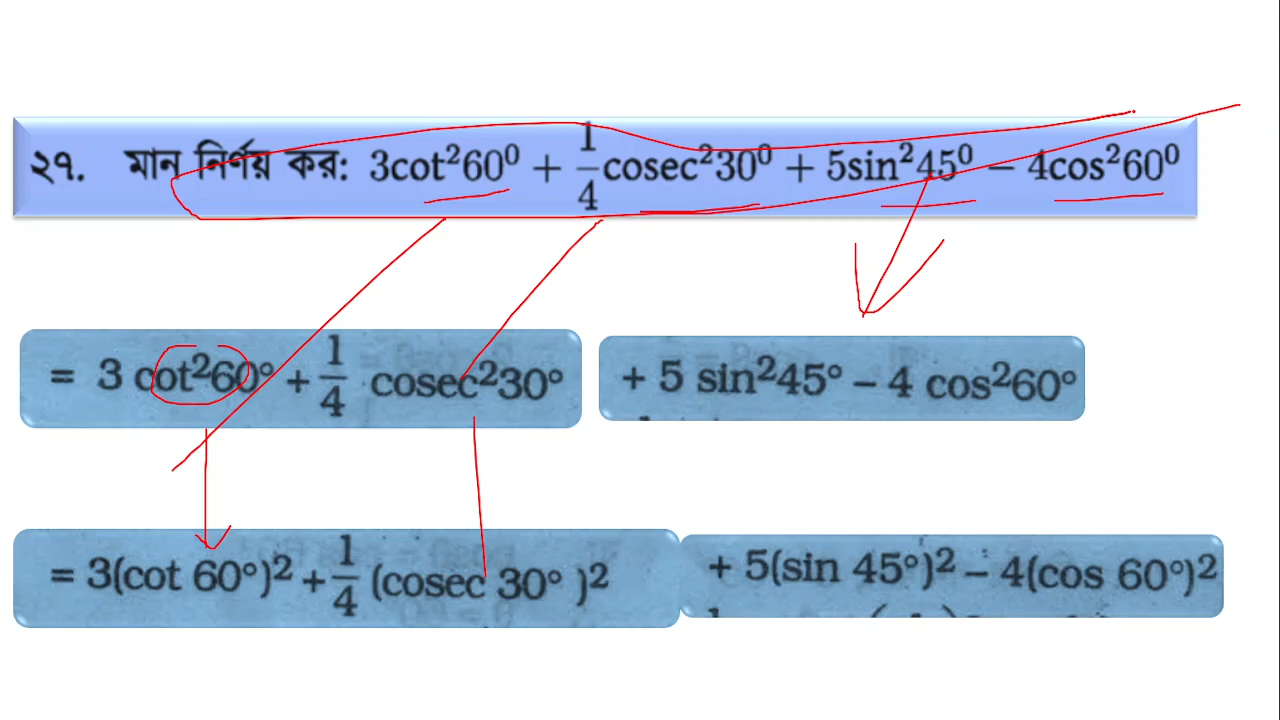 ২৭. মান নির্ণয় কর: 3cot²60⁰ + 1/4 cosec²30⁰ + 5sin²45⁰ − 4cos²60⁰
= 3 cot²60° + 1/4 cosec²30° + 5 sin²45° – 4 cos²60°
= 3(cot 60°)² + 1/4 (cosec 30° )² + 5(sin 45°)² – 4(cos 60°)²